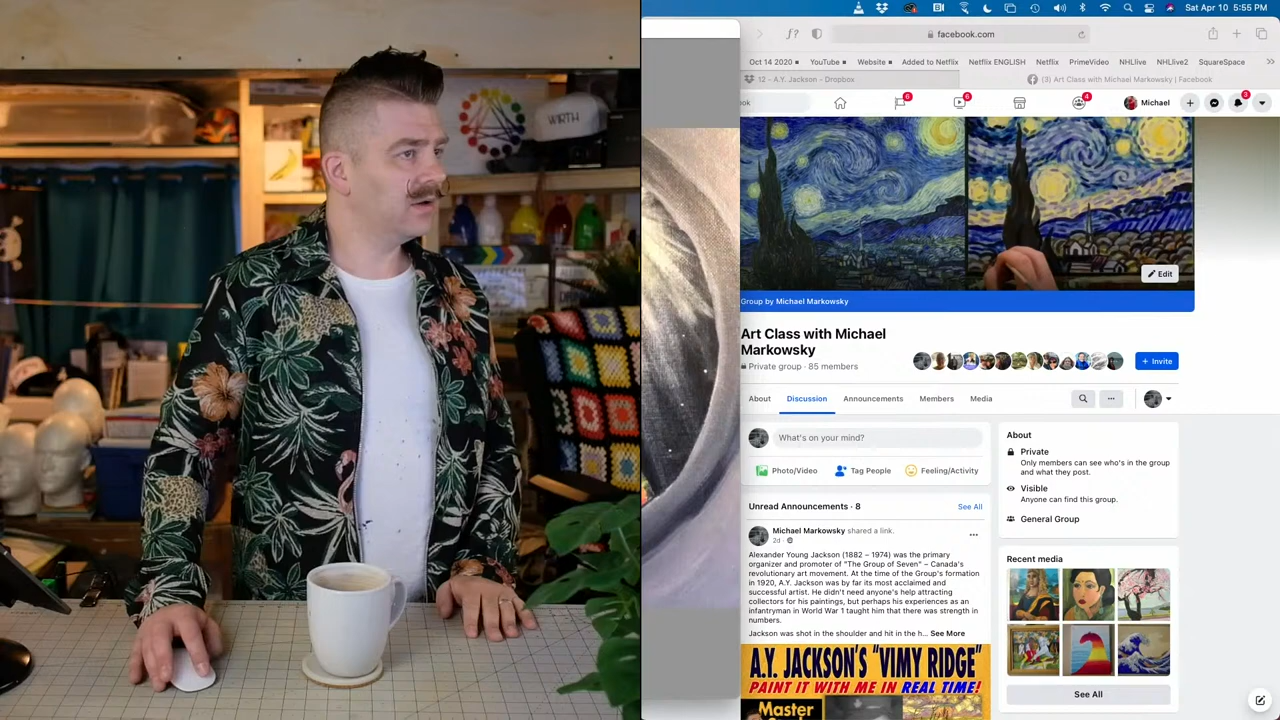 WIRTH
Sat Apr 10 5:55 PM
facebook.com
Oct 14 2020
YouTube
Website
Added to Netflix
Netflix ENGLISH
Netflix
PrimeVideo
NHLlive
NHLlive2
SquareSpace
12 - A.Y. Jackson - Dropbox
(3) Art Class with Michael Markowsky | Facebook
ook
6
6
4
Michael
3
Edit
Group by Michael Markowsky
Art Class with Michael
Markowsky
Private group · 85 members
+ Invite
About
Discussion
Announcements
Members
Media
What's on your mind?
Photo/Video
Tag People
Feeling/Activity
Unread Announcements · 8
See All
Michael Markowsky shared a link.
2d ·
Alexander Young Jackson (1882 – 1974) was the primary
organizer and promoter of "The Group of Seven" – Canada's
revolutionary art movement. At the time of the Group's formation
in 1920, A.Y. Jackson was by far its most acclaimed and
successful artist. He didn't need anyone's help attracting
collectors for his paintings, but perhaps his experiences as an
infantryman in World War 1 taught him that there was strength in
numbers.
Jackson was shot in the shoulder and hit in the h... See More
A.Y. JACKSON'S "VIMY RIDGE"
PAINT IT WITH ME IN REAL TIME!
Master
About
Private
Only members can see who's in the group
and what they post.
Visible
Anyone can find this group.
General Group
Recent media
See All